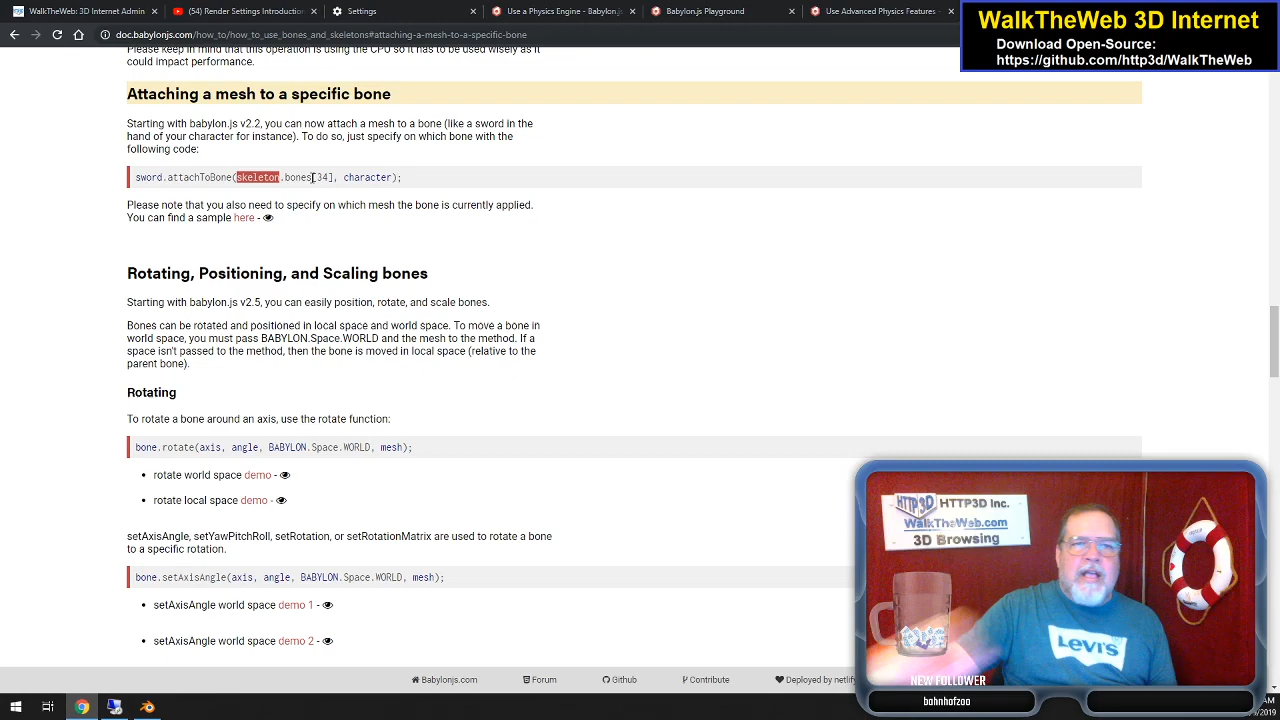 WalkTheWeb: 3D Internet Admin
(54) Render Settings Introduction
Settings
Use a Physics Engine - Babylon.js
Babylon.js Playground
Use Advanced Physics Features -
WalkTheWeb 3D Internet
Download Open-Source:
https://github.com/http3d/WalkTheWeb
doc.babylonjs.com/how_to/how_to_use_bones_and_skeletons#attaching-a-mesh-to-a-specific-bone
Please keep in mind that this operation is using the CPU so it has to be used wisely as it
could impact performance.
Attaching a mesh to a specific bone
Starting with babylon.js v2.2, you can now attach a mesh to a bone (like a sword in the
hand of your character for instance). To do so, just specify on which bone with the
following code:
sword.attachToBone(skeleton.bones[34], character);
Please note that you also need to specify on which mesh the bone is currently applied.
You can find a sample here -
Rotating, Positioning, and Scaling bones
Starting with babylon.js v2.5, you can easily position, rotate, and scale bones.
Bones can be rotated and positioned in local space and world space. To move a bone in
world space, you must pass BABYLON.Space.WORLD and the mesh to the method. If a
space isn't passed to the method, then the bone is moved in local space (relative to the
parent bone).
Rotating
To rotate a bone around an axis, use the rotate function:
bone.rotate(axis, angle, BABYLON.Space.WORLD, mesh);
• rotate world space demo -
• rotate local space demo -
setAxisAngle, setYawPitchRoll, setRotation, or setRotationMatrix are used to rotate a bone
to a specific rotation.
bone.setAxisAngle(axis, angle, BABYLON.Space.WORLD, mesh);
• setAxisAngle world space demo 1 -
• setAxisAngle world space demo 2 -
HTTP3D
HTTP3D Inc.
WalkTheWeb.com
3D Browsing
Levi's
NEW FOLLOWER
bahnhofzoo
Babylon.js
Forum
Github
Contribute
Deployed by netlify